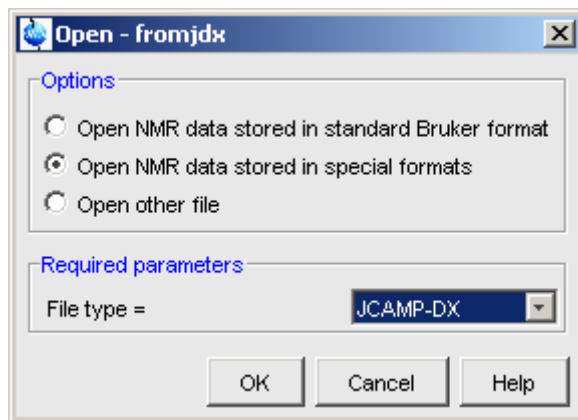 Open - fromjdx
Options
Open NMR data stored in standard Bruker format
Open NMR data stored in special formats
Open other file
Required parameters
File type = JCAMP-DX
OK Cancel Help